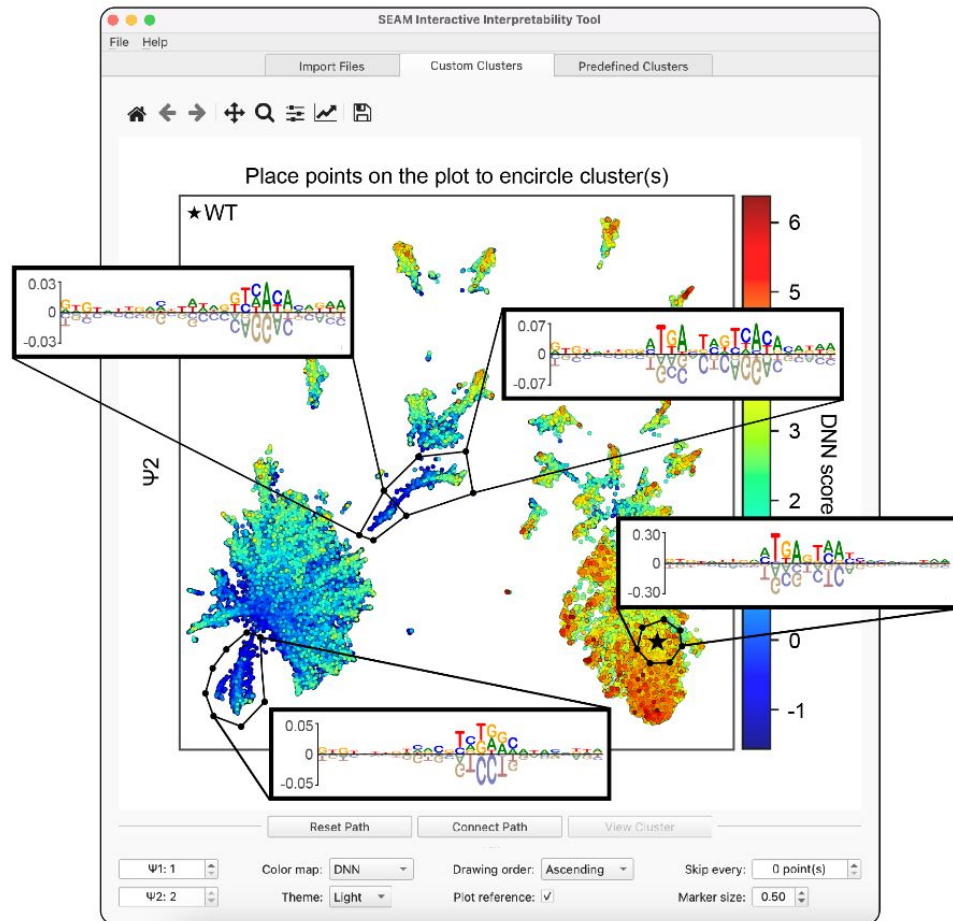 SEAM Interactive Interpretability Tool
File Help
Import Files Custom Clusters Predefined Clusters
Place points on the plot to encircle cluster(s)
★WT
6
5
3
2
0
-1
DNN score
Ψ2
0.03
0
-0.03
0.07
0
-0.07
0.30
0
-0.30
0.05
0
-0.05
Reset Path Connect Path View Cluster
Ψ1: 1 Color map: DNN Drawing order: Ascending Skip every: 0 point(s)
Ψ2: 2 Theme: Light Plot reference: Marker size: 0.50